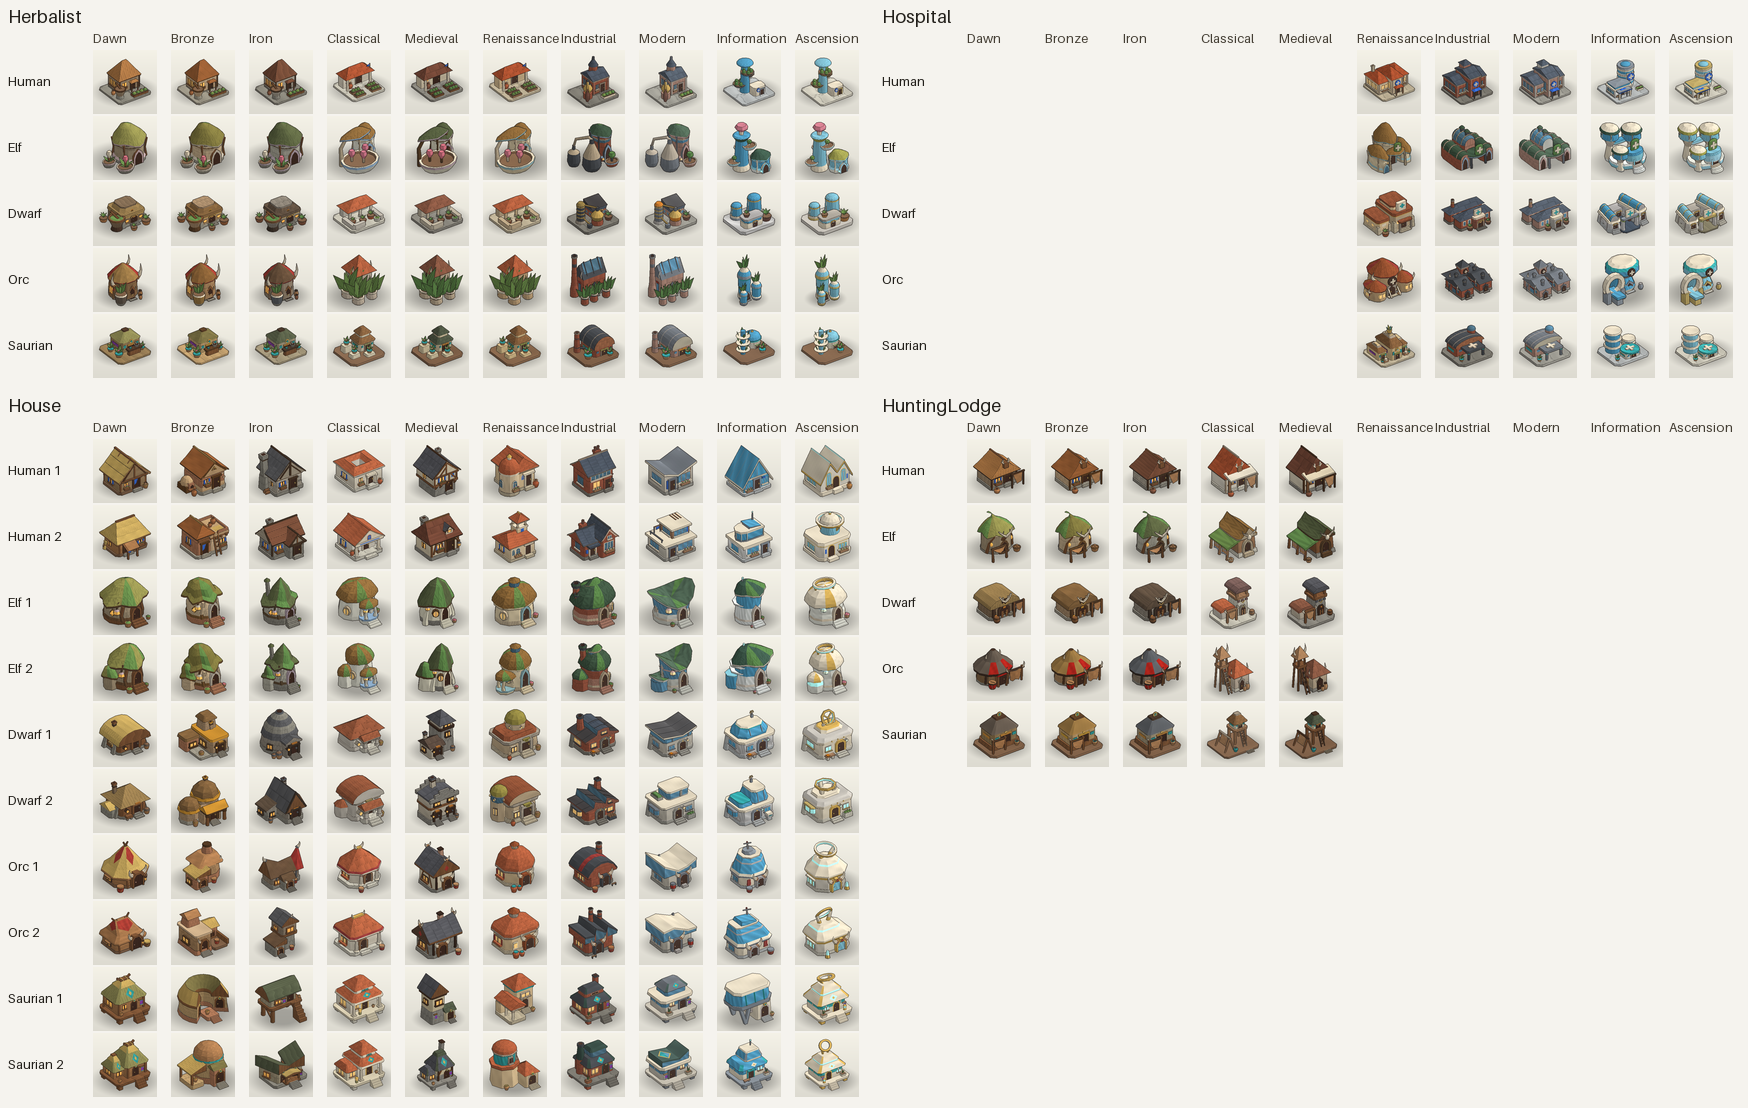 Herbalist
Dawn Bronze Iron Classical Medieval Renaissance Industrial Modern Information Ascension
Human
Elf
Dwarf
Orc
Saurian
Hospital
Dawn Bronze Iron Classical Medieval Renaissance Industrial Modern Information Ascension
Human
Elf
Dwarf
Orc
Saurian
House
Dawn Bronze Iron Classical Medieval Renaissance Industrial Modern Information Ascension
Human 1
Human 2
Elf 1
Elf 2
Dwarf 1
Dwarf 2
Orc 1
Orc 2
Saurian 1
Saurian 2
HuntingLodge
Dawn Bronze Iron Classical Medieval Renaissance Industrial Modern Information Ascension
Human
Elf
Dwarf
Orc
Saurian